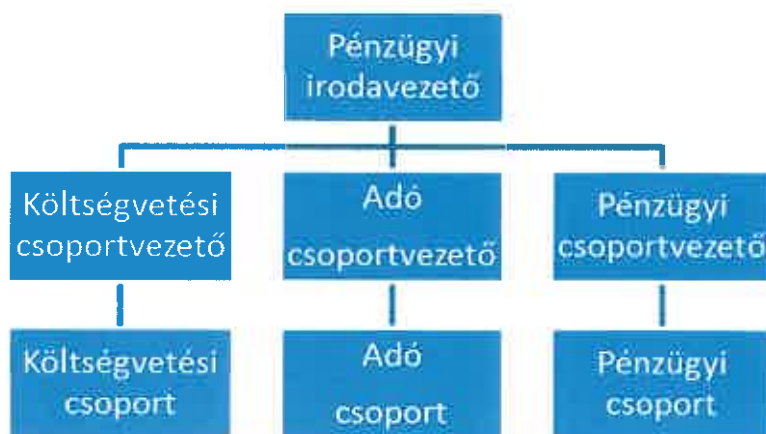 Pénzügyi
irodavezető
Költségvetési
csoportvezető
Adó
csoportvezető
Pénzügyi
csoportvezető
Költségvetési
csoport
Adó
csoport
Pénzügyi
csoport